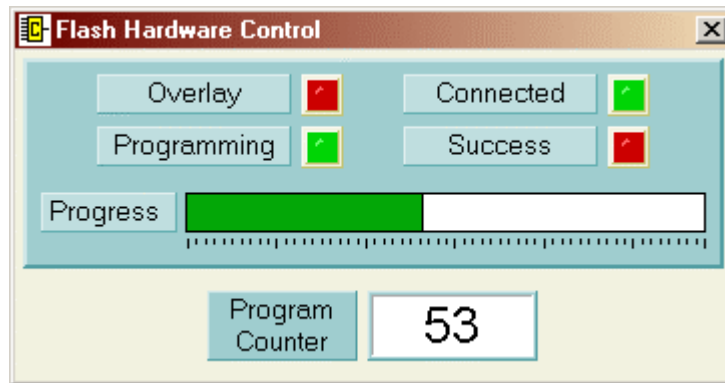 Flash Hardware Control
Overlay
Connected
Programming
Success
Progress
Program
Counter
53